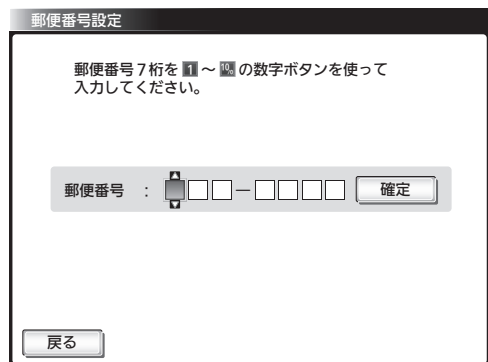 郵便番号設定
郵便番号7桁を 1 ～ 10/0 の数字ボタンを使って
入力してください。
郵便番号 ： □□□－□□□□ 確定
戻る